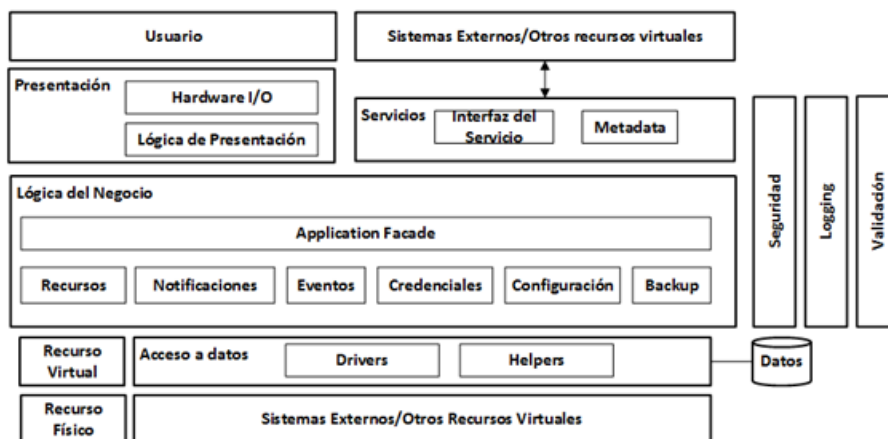 Usuario
Sistemas Externos/Otros recursos virtuales
Presentación
Hardware I/O
Lógica de Presentación
Servicios
Interfaz del
Servicio
Metadata
Lógica del Negocio
Application Facade
Recursos
Notificaciones
Eventos
Credenciales
Configuración
Backup
Seguridad
Logging
Validación
Recurso
Virtual
Acceso a datos
Drivers
Helpers
Datos
Recurso
Físico
Sistemas Externos/Otros Recursos Virtuales